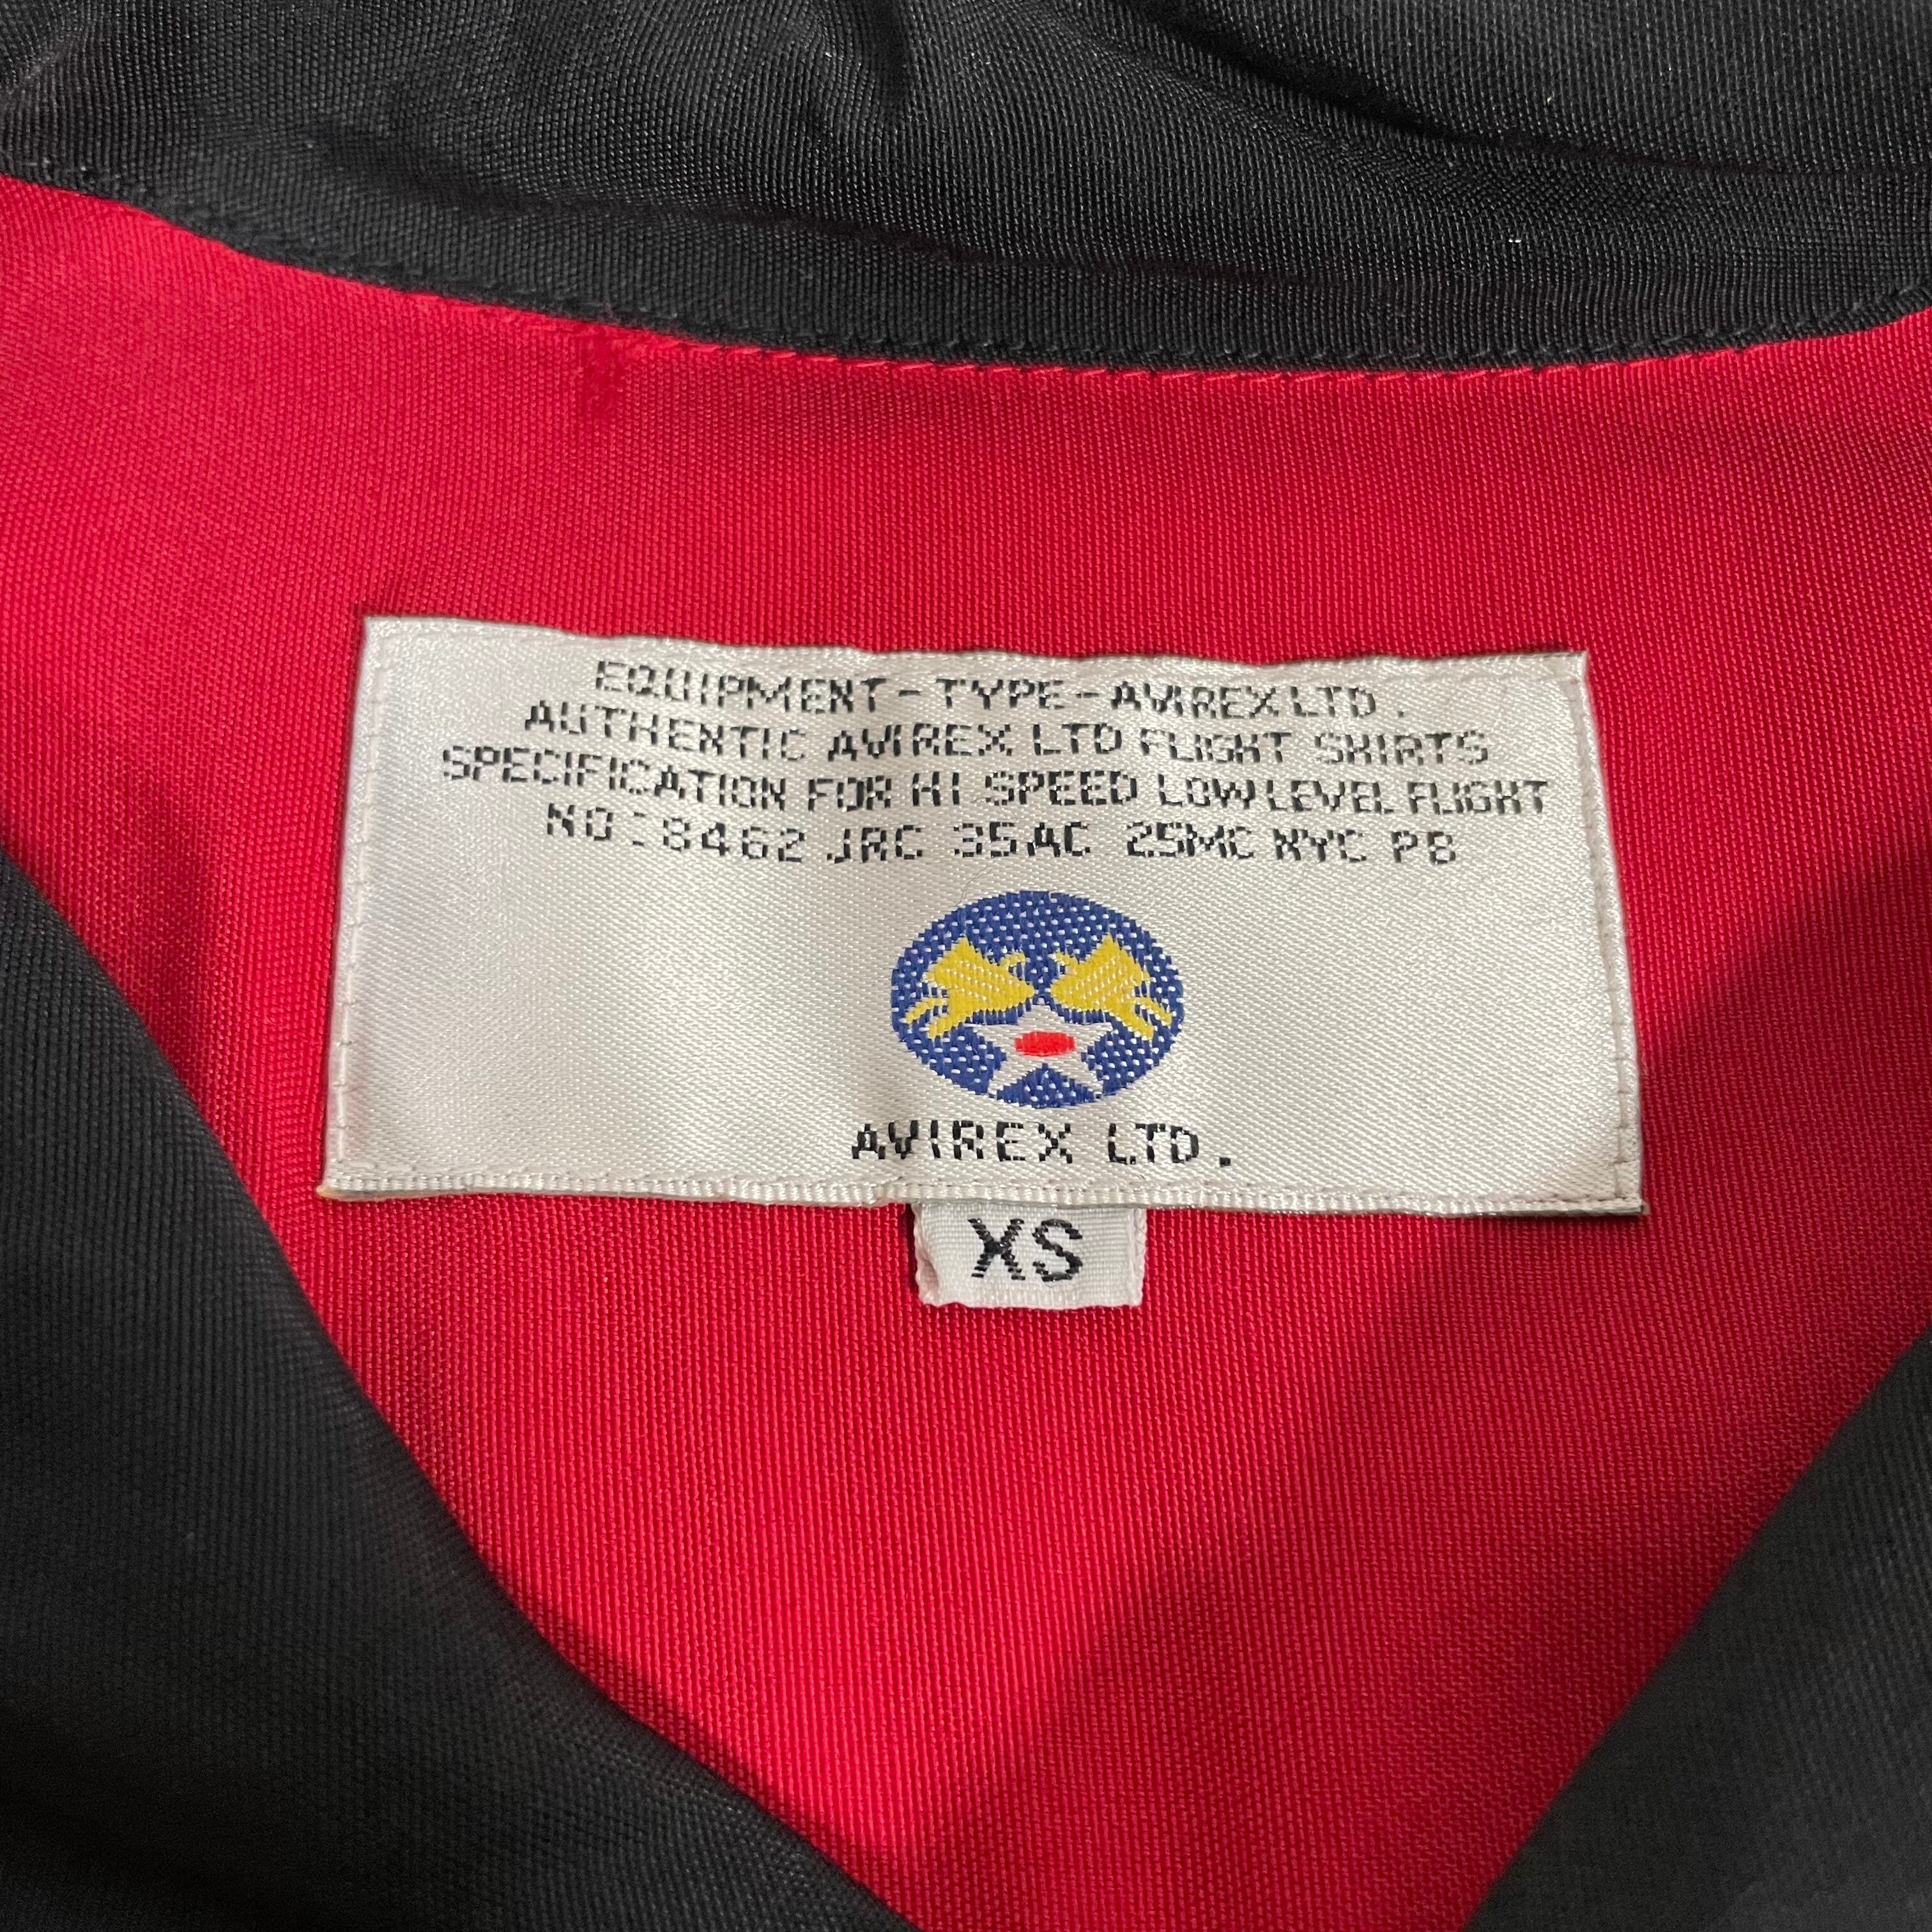 EQUIPMENT-TYPE-AVIREX LTD.
AUTHENTIC AVIREX LTD FLIGHT SHIRTS
SPECIFICATION FOR HI SPEED LOW LEVEL FLIGHT
NO:8462 JRC 35AC 25MC NYC PB
AVIREX LTD.
XS